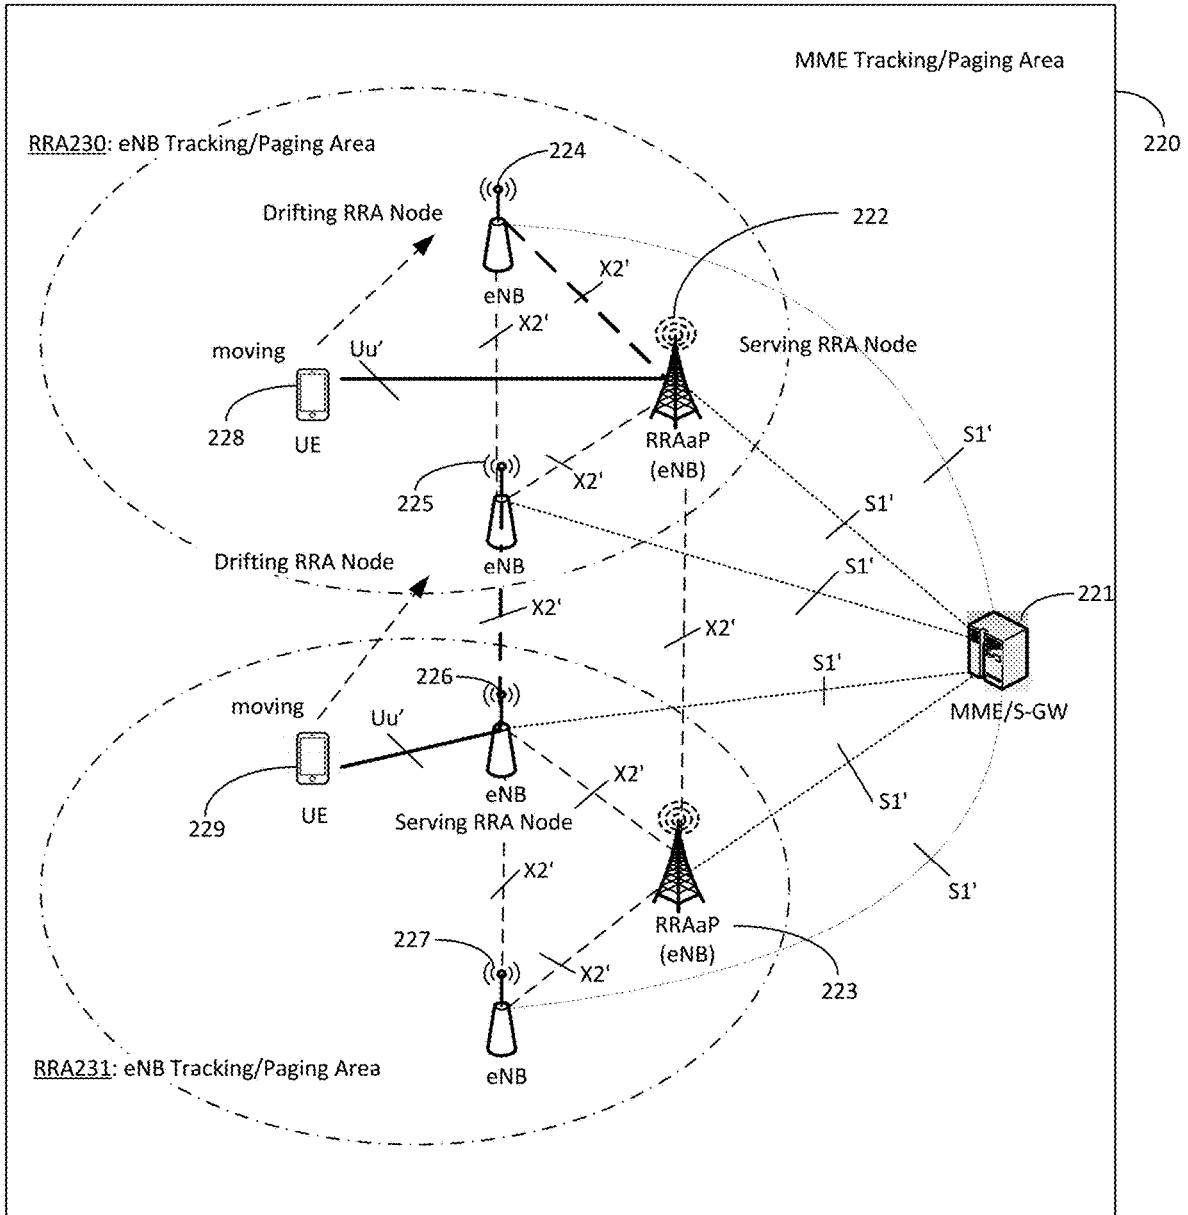 MME Tracking/Paging Area
220
RRA230: eNB Tracking/Paging Area
224
Drifting RRA Node
222
X2'
eNB
X2'
Serving RRA Node
moving
Uu’
228
UE
RRAaP
(eNB)
S1'
X2'
225
S1'
eNB
Drifting RRA Node
S1'
221
X2'
X2'
S1'
226
moving
Uu’
MME/S-GW
X2'
eNB
S1'
229
UE
Serving RRA Node
X2'
S1'
RRAaP
(eNB)
227
X2'
223
RRA231: eNB Tracking/Paging Area
eNB